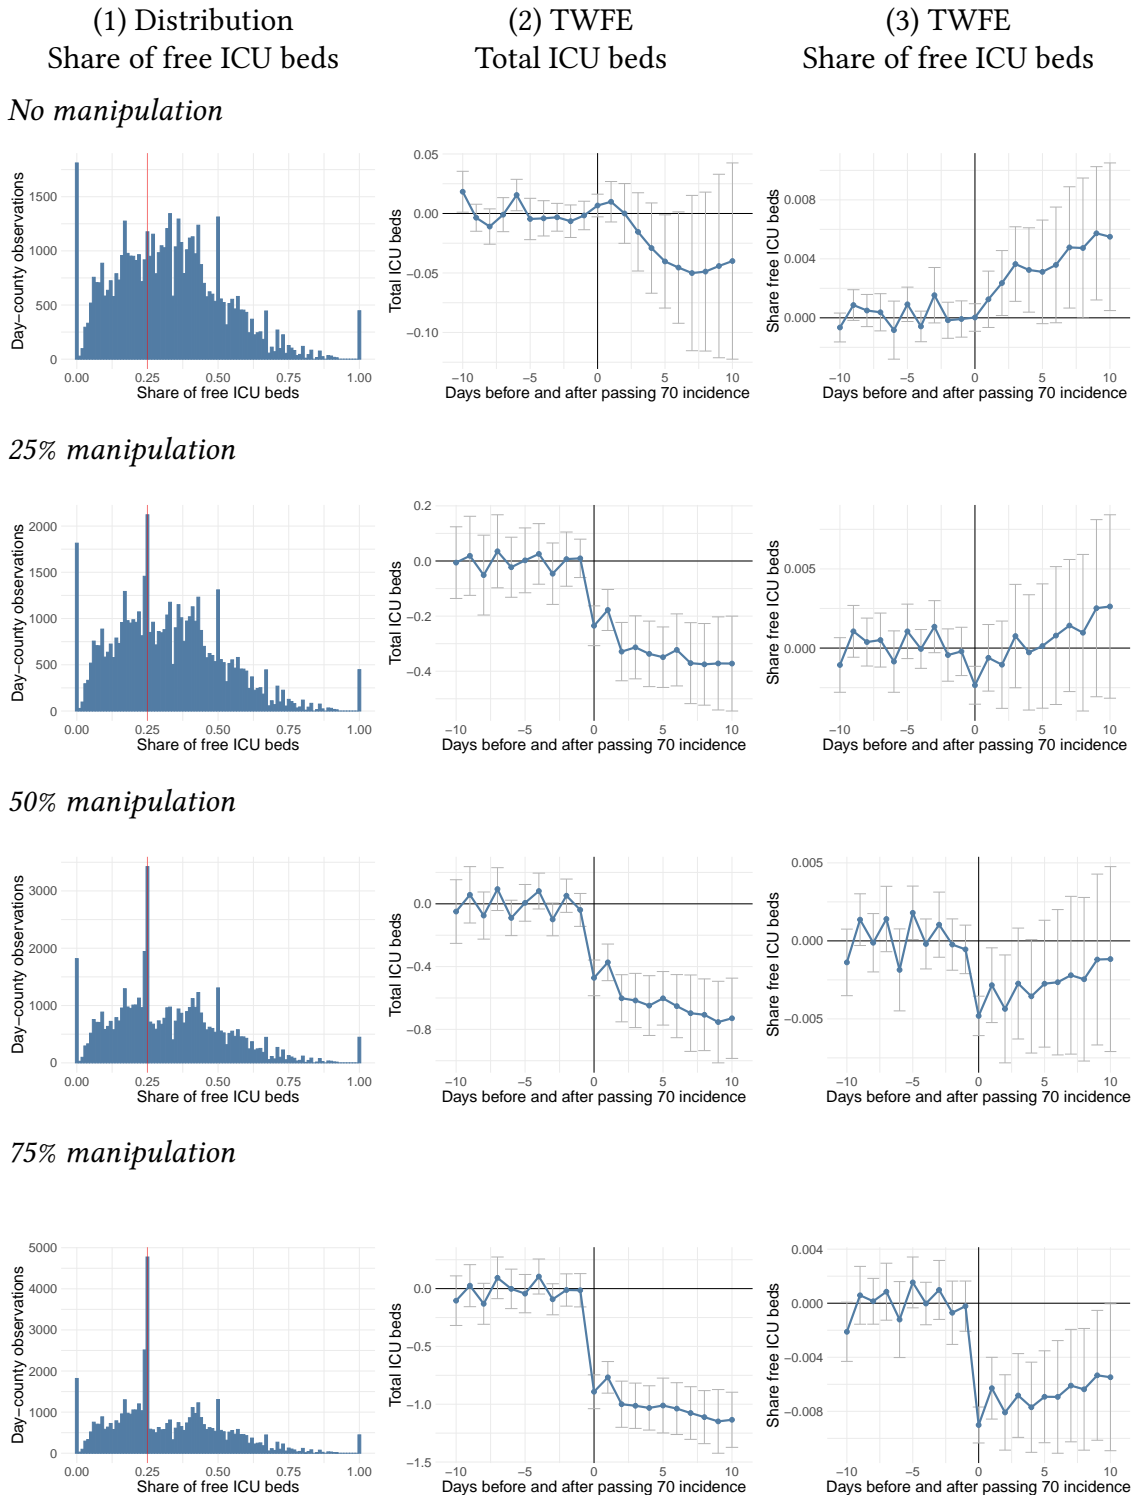 (1) Distribution
Share of free ICU beds
(2) TWFE
Total ICU beds
(3) TWFE
Share of free ICU beds
No manipulation
Day−county observations
1500
1000
500
0
0.00 0.25 0.50 0.75 1.00
Share of free ICU beds
Total ICU beds
0.05
0.00
−0.05
−0.10
−10 −5 0 5 10
Days before and after passing 70 incidence
Share free ICU beds
0.008
0.004
0.000
−10 −5 0 5 10
Days before and after passing 70 incidence
25% manipulation
Day−county observations
2000
1500
1000
500
0
0.00 0.25 0.50 0.75 1.00
Share of free ICU beds
Total ICU beds
0.2
0.0
−0.2
−0.4
−10 −5 0 5 10
Days before and after passing 70 incidence
Share free ICU beds
0.005
0.000
−10 −5 0 5 10
Days before and after passing 70 incidence
50% manipulation
Day−county observations
3000
2000
1000
0
0.00 0.25 0.50 0.75 1.00
Share of free ICU beds
Total ICU beds
0.0
−0.4
−0.8
−10 −5 0 5 10
Days before and after passing 70 incidence
Share free ICU beds
0.005
0.000
−0.005
−10 −5 0 5 10
Days before and after passing 70 incidence
75% manipulation
Day−county observations
5000
4000
3000
2000
1000
0
0.00 0.25 0.50 0.75 1.00
Share of free ICU beds
Total ICU beds
0.0
−0.5
−1.0
−1.5
−10 −5 0 5 10
Days before and after passing 70 incidence
Share free ICU beds
0.004
0.000
−0.004
−0.008
−10 −5 0 5 10
Days before and after passing 70 incidence